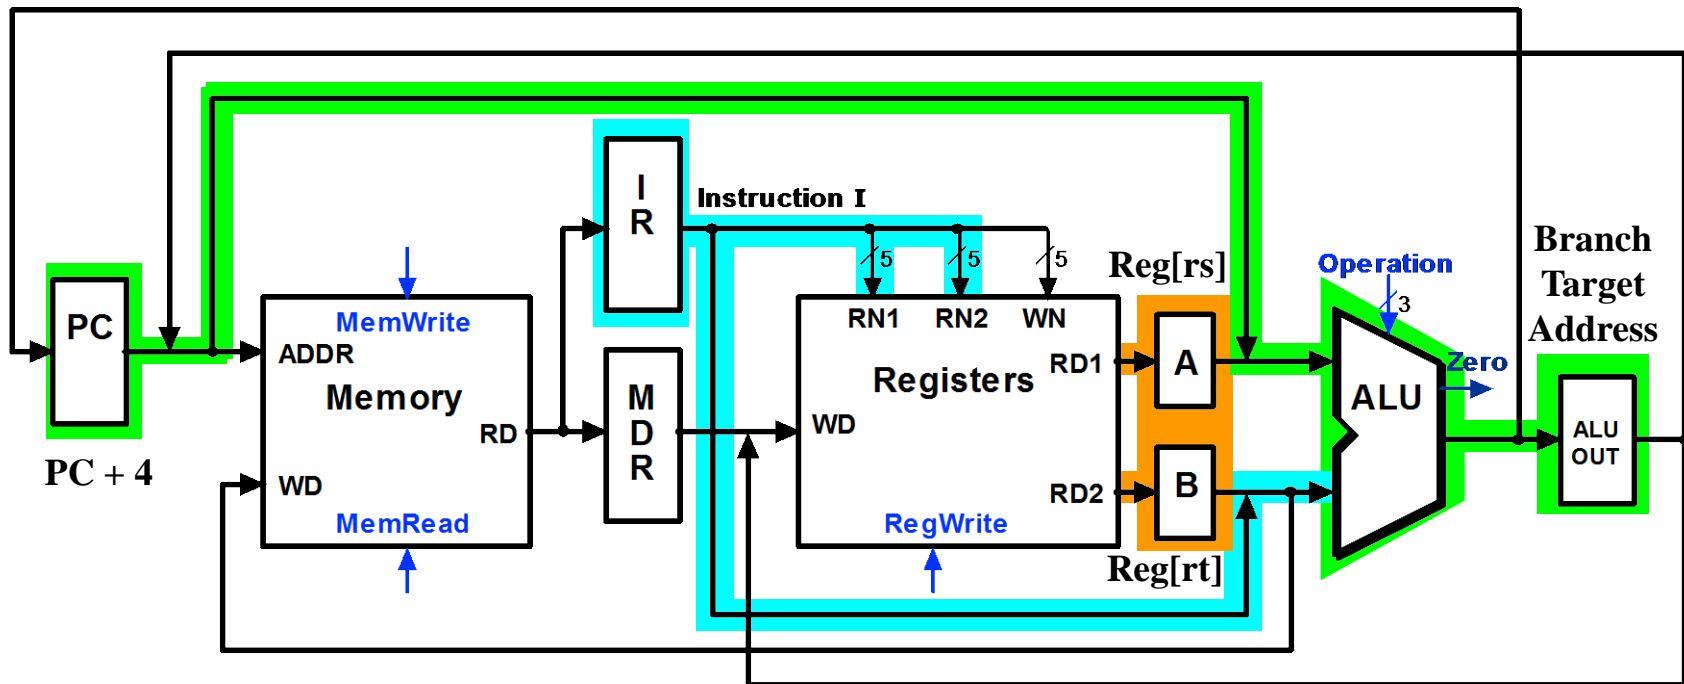 I
R
Instruction I
5
5
5
Reg[rs]
Branch
Target
Address
Operation
3
PC
MemWrite
RN1
RN2
WN
ADDR
RD1
A
Zero
Memory
M
D
R
Registers
ALU
RD
WD
ALU
OUT
PC + 4
WD
RD2
B
MemRead
RegWrite
Reg[rt]